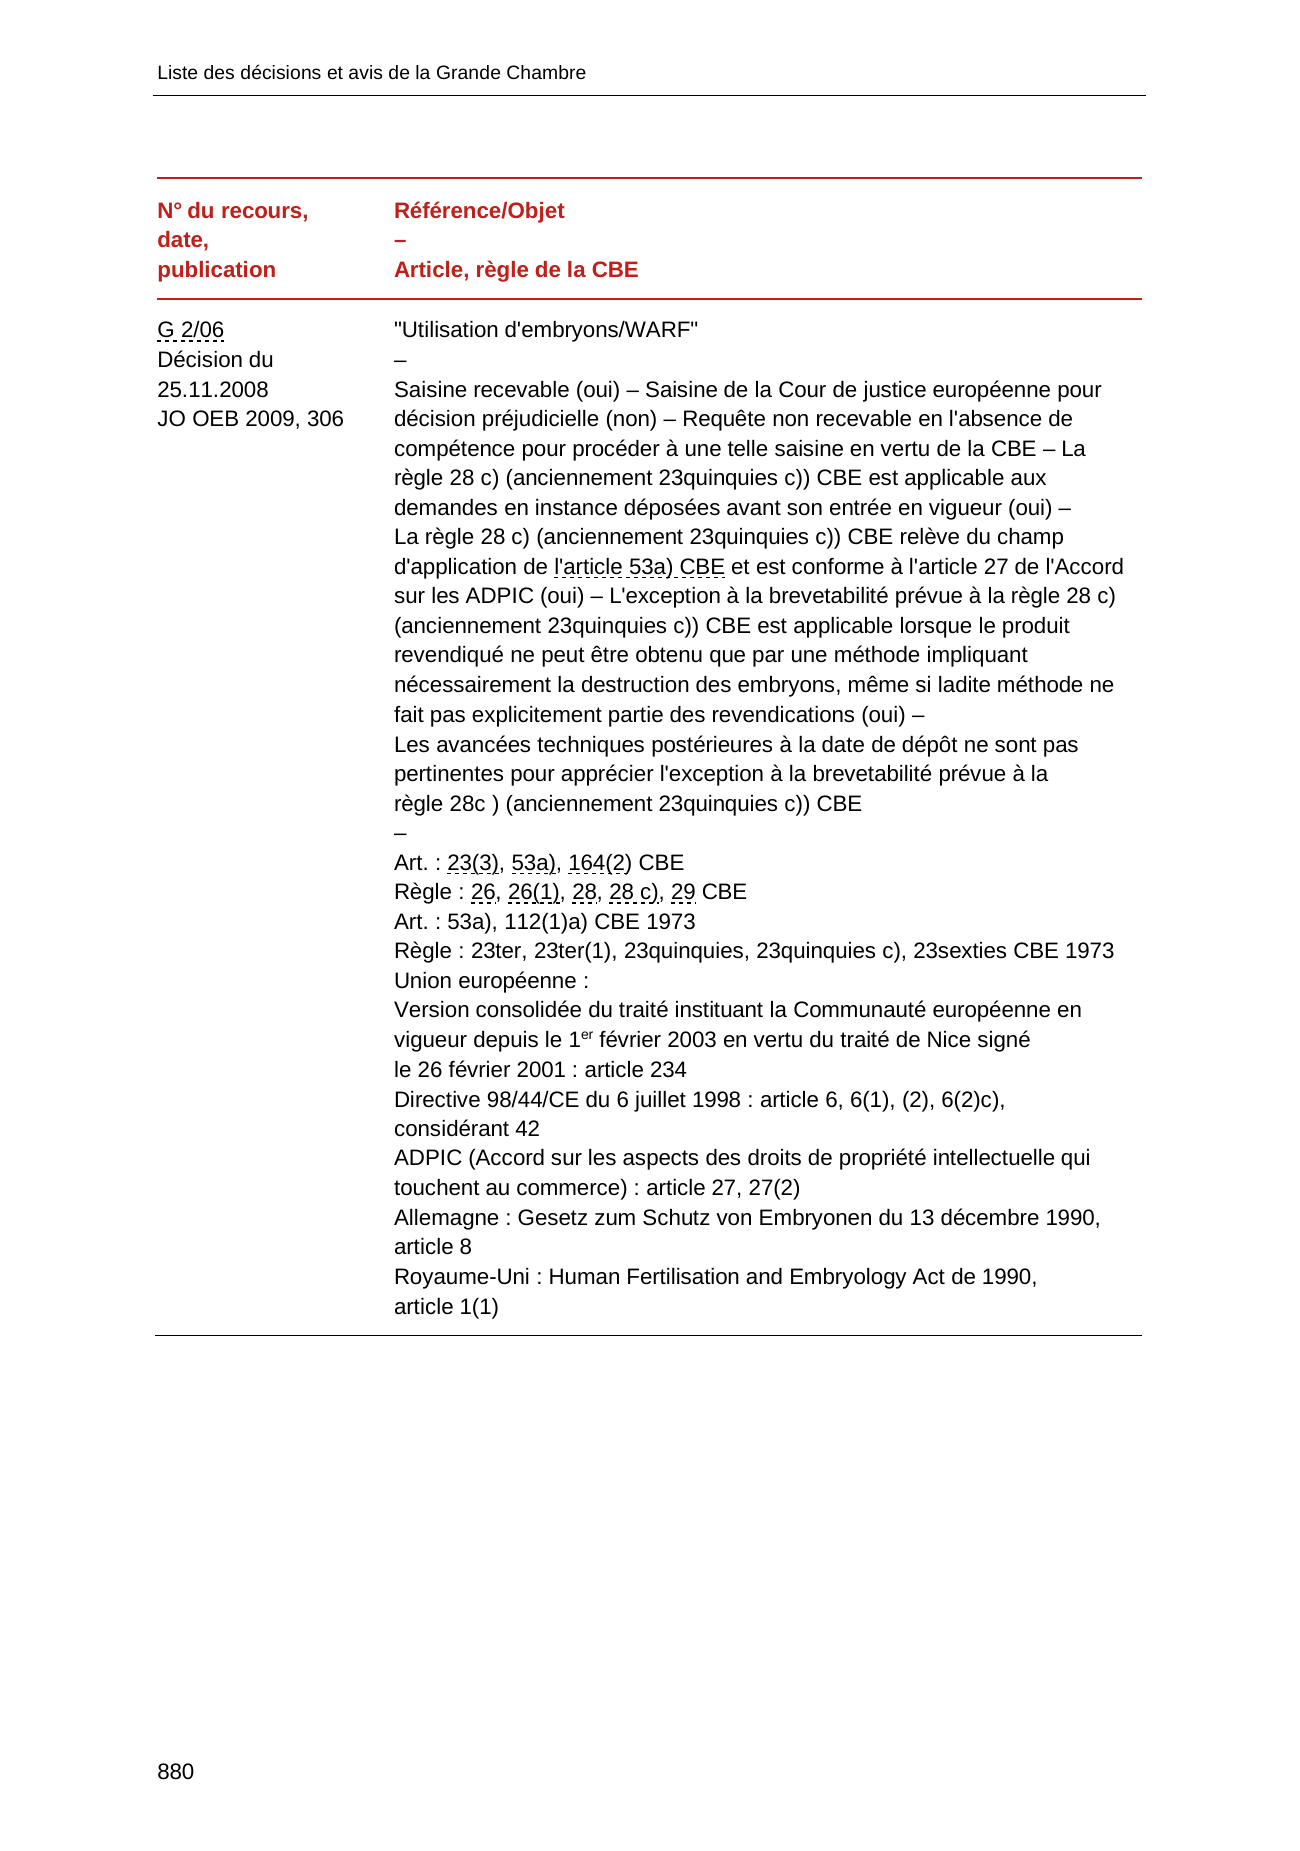 Liste des décisions et avis de la Grande Chambre
N° du recours,
date,
publication
Référence/Objet
–
Article, règle de la CBE
G 2/06
Décision du
25.11.2008
JO OEB 2009, 306
"Utilisation d'embryons/WARF"
–
Saisine recevable (oui) – Saisine de la Cour de justice européenne pour
décision préjudicielle (non) – Requête non recevable en l'absence de
compétence pour procéder à une telle saisine en vertu de la CBE – La
règle 28 c) (anciennement 23quinquies c)) CBE est applicable aux
demandes en instance déposées avant son entrée en vigueur (oui) –
La règle 28 c) (anciennement 23quinquies c)) CBE relève du champ
d'application de l'article 53a) CBE et est conforme à l'article 27 de l'Accord
sur les ADPIC (oui) – L'exception à la brevetabilité prévue à la règle 28 c)
(anciennement 23quinquies c)) CBE est applicable lorsque le produit
revendiqué ne peut être obtenu que par une méthode impliquant
nécessairement la destruction des embryons, même si ladite méthode ne
fait pas explicitement partie des revendications (oui) –
Les avancées techniques postérieures à la date de dépôt ne sont pas
pertinentes pour apprécier l'exception à la brevetabilité prévue à la
règle 28c ) (anciennement 23quinquies c)) CBE
–
Art. : 23(3), 53a), 164(2) CBE
Règle : 26, 26(1), 28, 28 c), 29 CBE
Art. : 53a), 112(1)a) CBE 1973
Règle : 23ter, 23ter(1), 23quinquies, 23quinquies c), 23sexties CBE 1973
Union européenne :
Version consolidée du traité instituant la Communauté européenne en
vigueur depuis le 1er février 2003 en vertu du traité de Nice signé
le 26 février 2001 : article 234
Directive 98/44/CE du 6 juillet 1998 : article 6, 6(1), (2), 6(2)c),
considérant 42
ADPIC (Accord sur les aspects des droits de propriété intellectuelle qui
touchent au commerce) : article 27, 27(2)
Allemagne : Gesetz zum Schutz von Embryonen du 13 décembre 1990,
article 8
Royaume-Uni : Human Fertilisation and Embryology Act de 1990,
article 1(1)
880